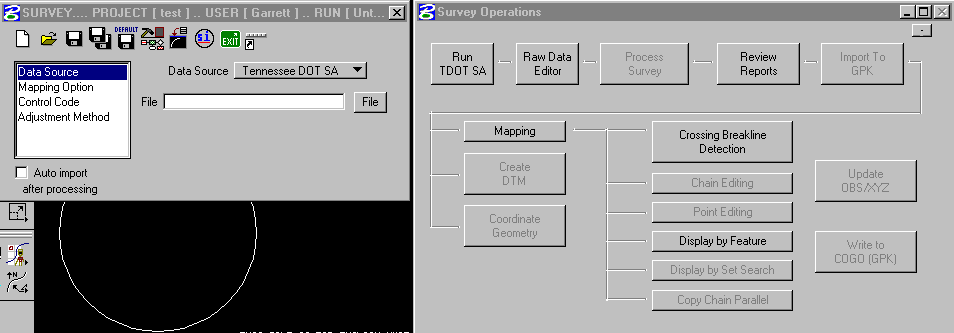 SURVEY.... PROJECT [ test ] .. USER [ Garrett ] .. RUN [ Unt...
DEFAULT
EXIT
Data Source
Mapping Option
Control Code
Adjustment Method
Data Source
Tennesee DOT SA
File
File
Auto import
after processing
N
Survey Operations
Run
TDOT SA
Raw Data
Editor
Process
Survey
Review
Reports
Import To
GPK
Mapping
Create
DTM
Coordinate
Geometry
Crossing Breakline
Detection
Chain Editing
Point Editing
Display by Feature
Display by Set Search
Copy Chain Parallel
Update
OBS/XYZ
Write to
COGO (GPK)